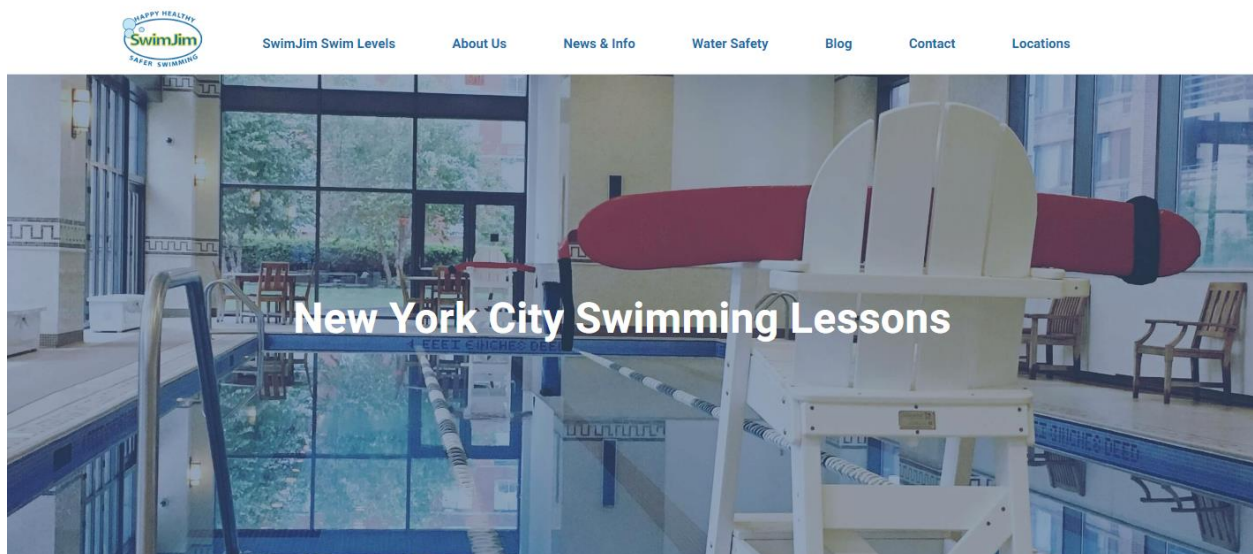 HAPPY HEALTHY
SwimJim
SAFER SWIMMING
SwimJim Swim Levels
About Us
News & Info
Water Safety
Blog
Contact
Locations
New York City Swimming Lessons